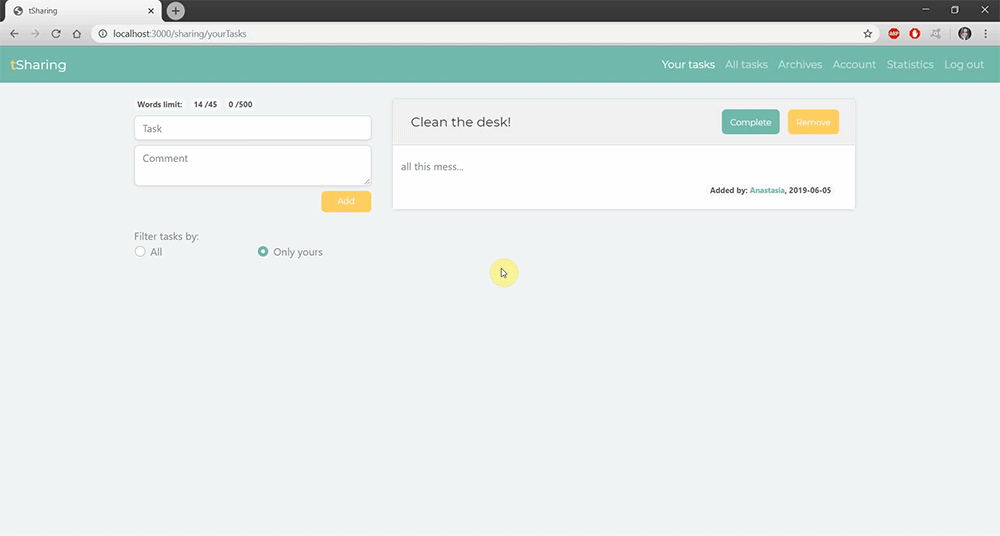 tSharing
localhost:3000/sharing/yourTasks
ABP
tSharing
Your tasks All tasks Archives Account Statistics Log out
Words limit: 14 /45 0 /500
Task
Comment
Add
Filter tasks by:
All Only yours
Clean the desk!
Complete Remove
all this mess...
Added by: Anastasia, 2019-06-05